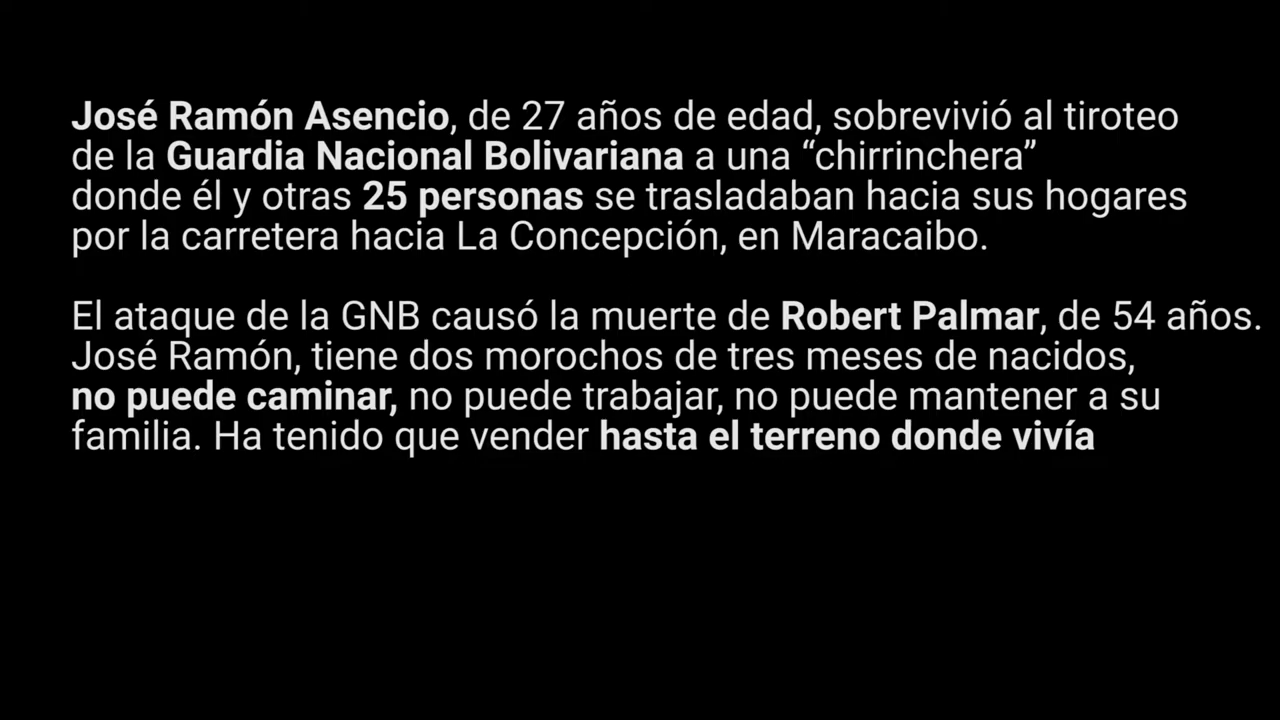 José Ramón Asencio, de 27 años de edad, sobrevivió al tiroteo
de la Guardia Nacional Bolivariana a una “chirrinchera”
donde él y otras 25 personas se trasladaban hacia sus hogares
por la carretera hacia La Concepción, en Maracaibo.
El ataque de la GNB causó la muerte de Robert Palmar, de 54 años.
José Ramón, tiene dos morochos de tres meses de nacidos,
no puede caminar, no puede trabajar, no puede mantener a su
familia. Ha tenido que vender hasta el terreno donde vivía